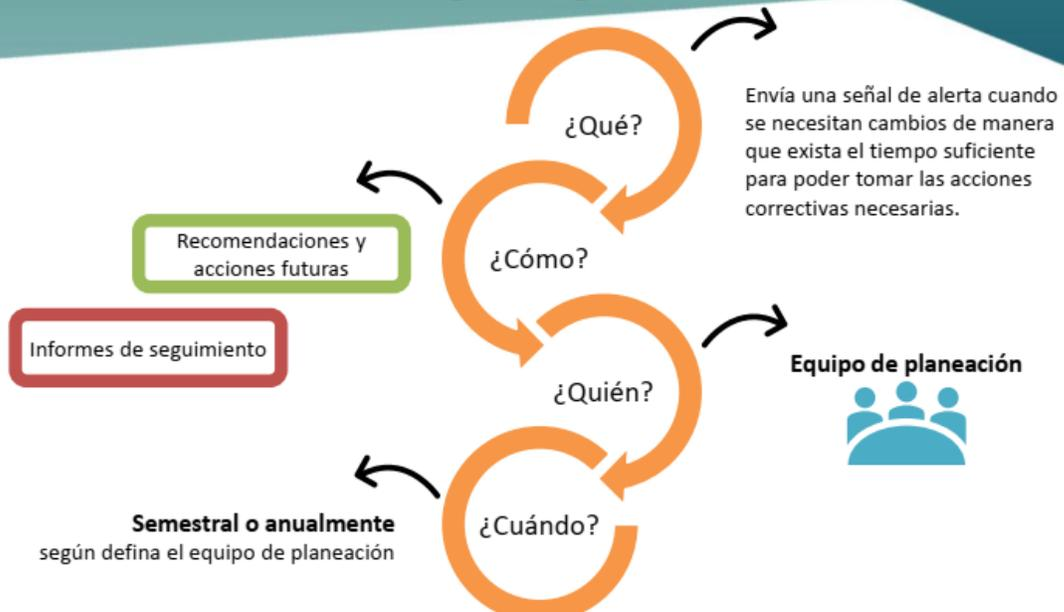 ¿Qué?
Envía una señal de alerta cuando
se necesitan cambios de manera
que exista el tiempo suficiente
para poder tomar las acciones
correctivas necesarias.
¿Cómo?
Recomendaciones y
acciones futuras
Informes de seguimiento
¿Quién?
Equipo de planeación
¿Cuándo?
Semestral o anualmente
según defina el equipo de planeación